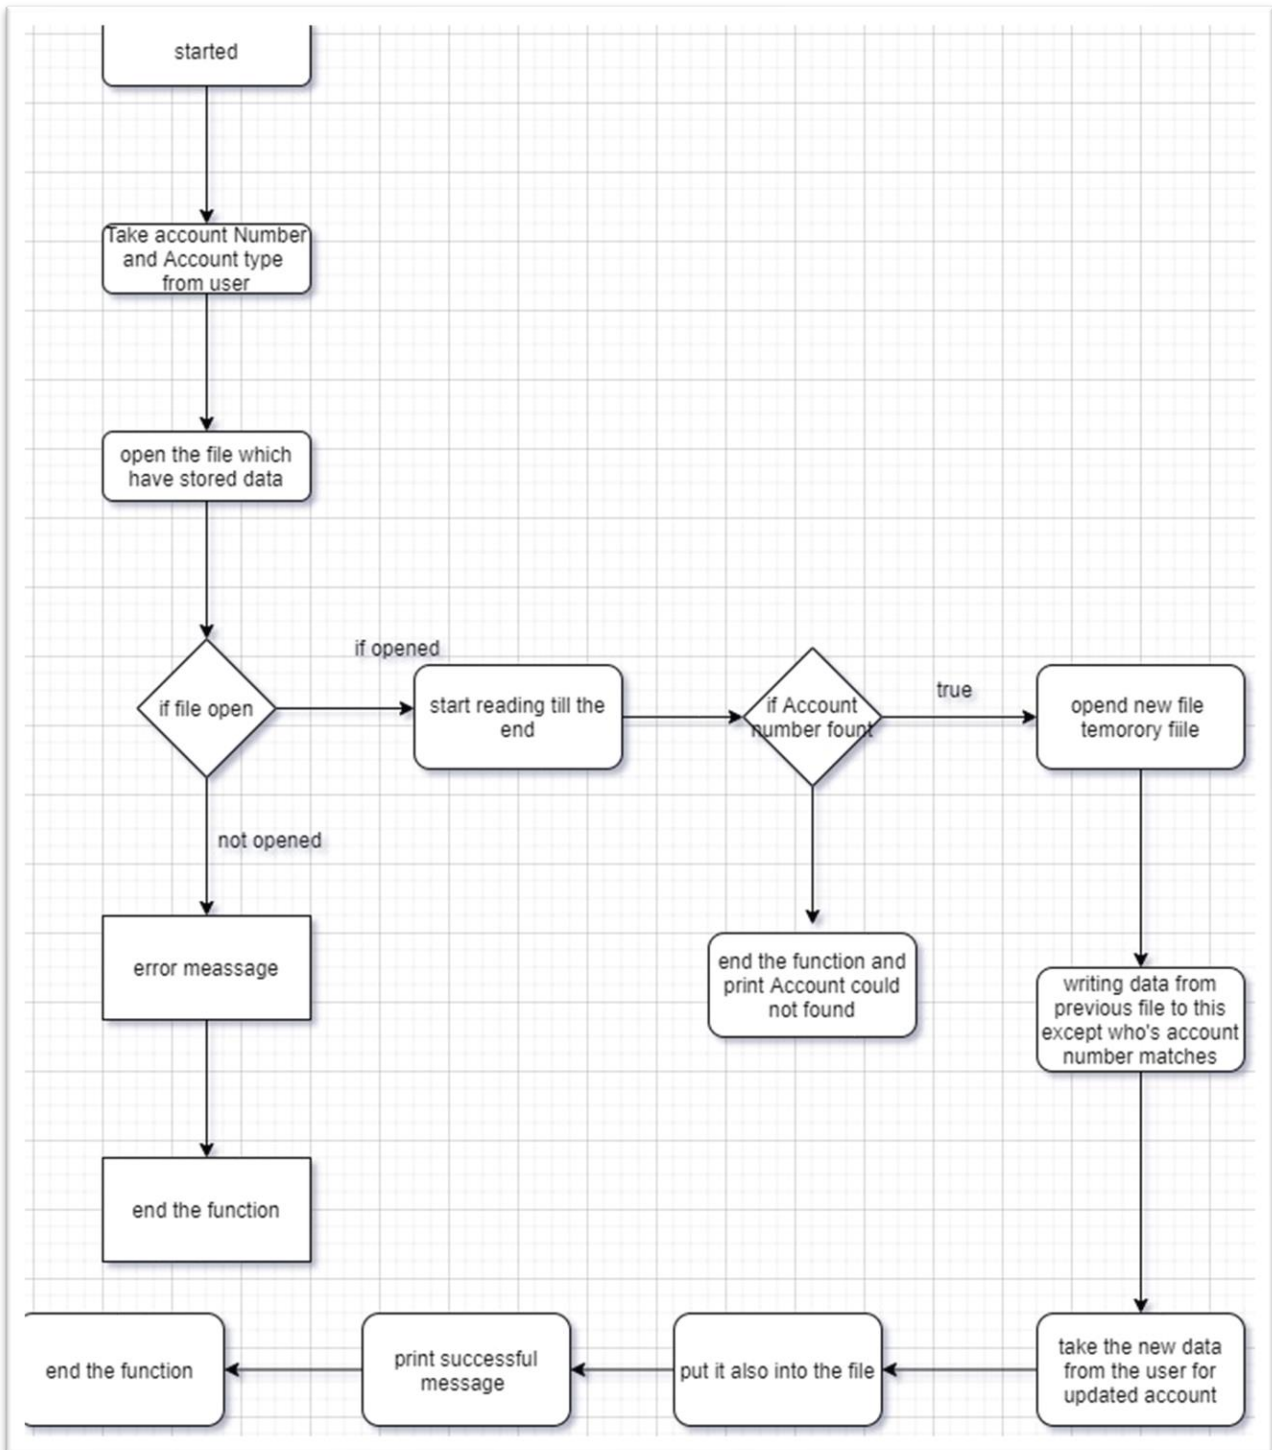 started
Take account Number
and Account type
from user
open the file which
have stored data
if file open
if opened
start reading till the
end
if Account
number fount
true
opend new file
temorory fiile
not opened
error meassage
end the function and
print Account could
not found
writing data from
previous file to this
except who's account
number matches
end the function
take the new data
from the user for
updated account
put it also into the file
print successful
message
end the function